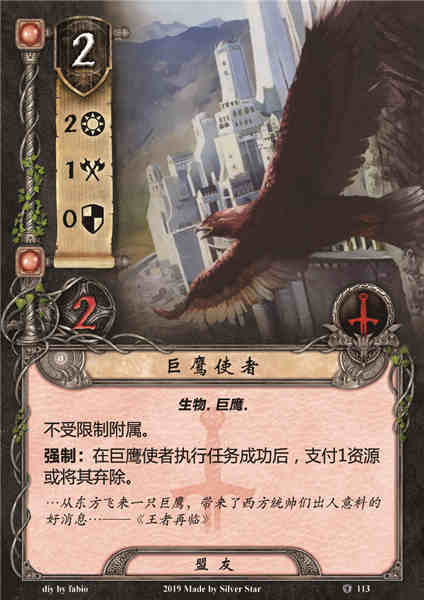 2
2
1
0
2
巨鹰使者
生物. 巨鹰.
不受限制附属。
强制：在巨鹰使者执行任务成功后，支付1资源
或将其弃除。
…从东方飞来一只巨鹰，带来了西方统帅们出人意料的
好消息…——《王者再临》
盟友
diy by fabio
2019 Made by Silver Star
113